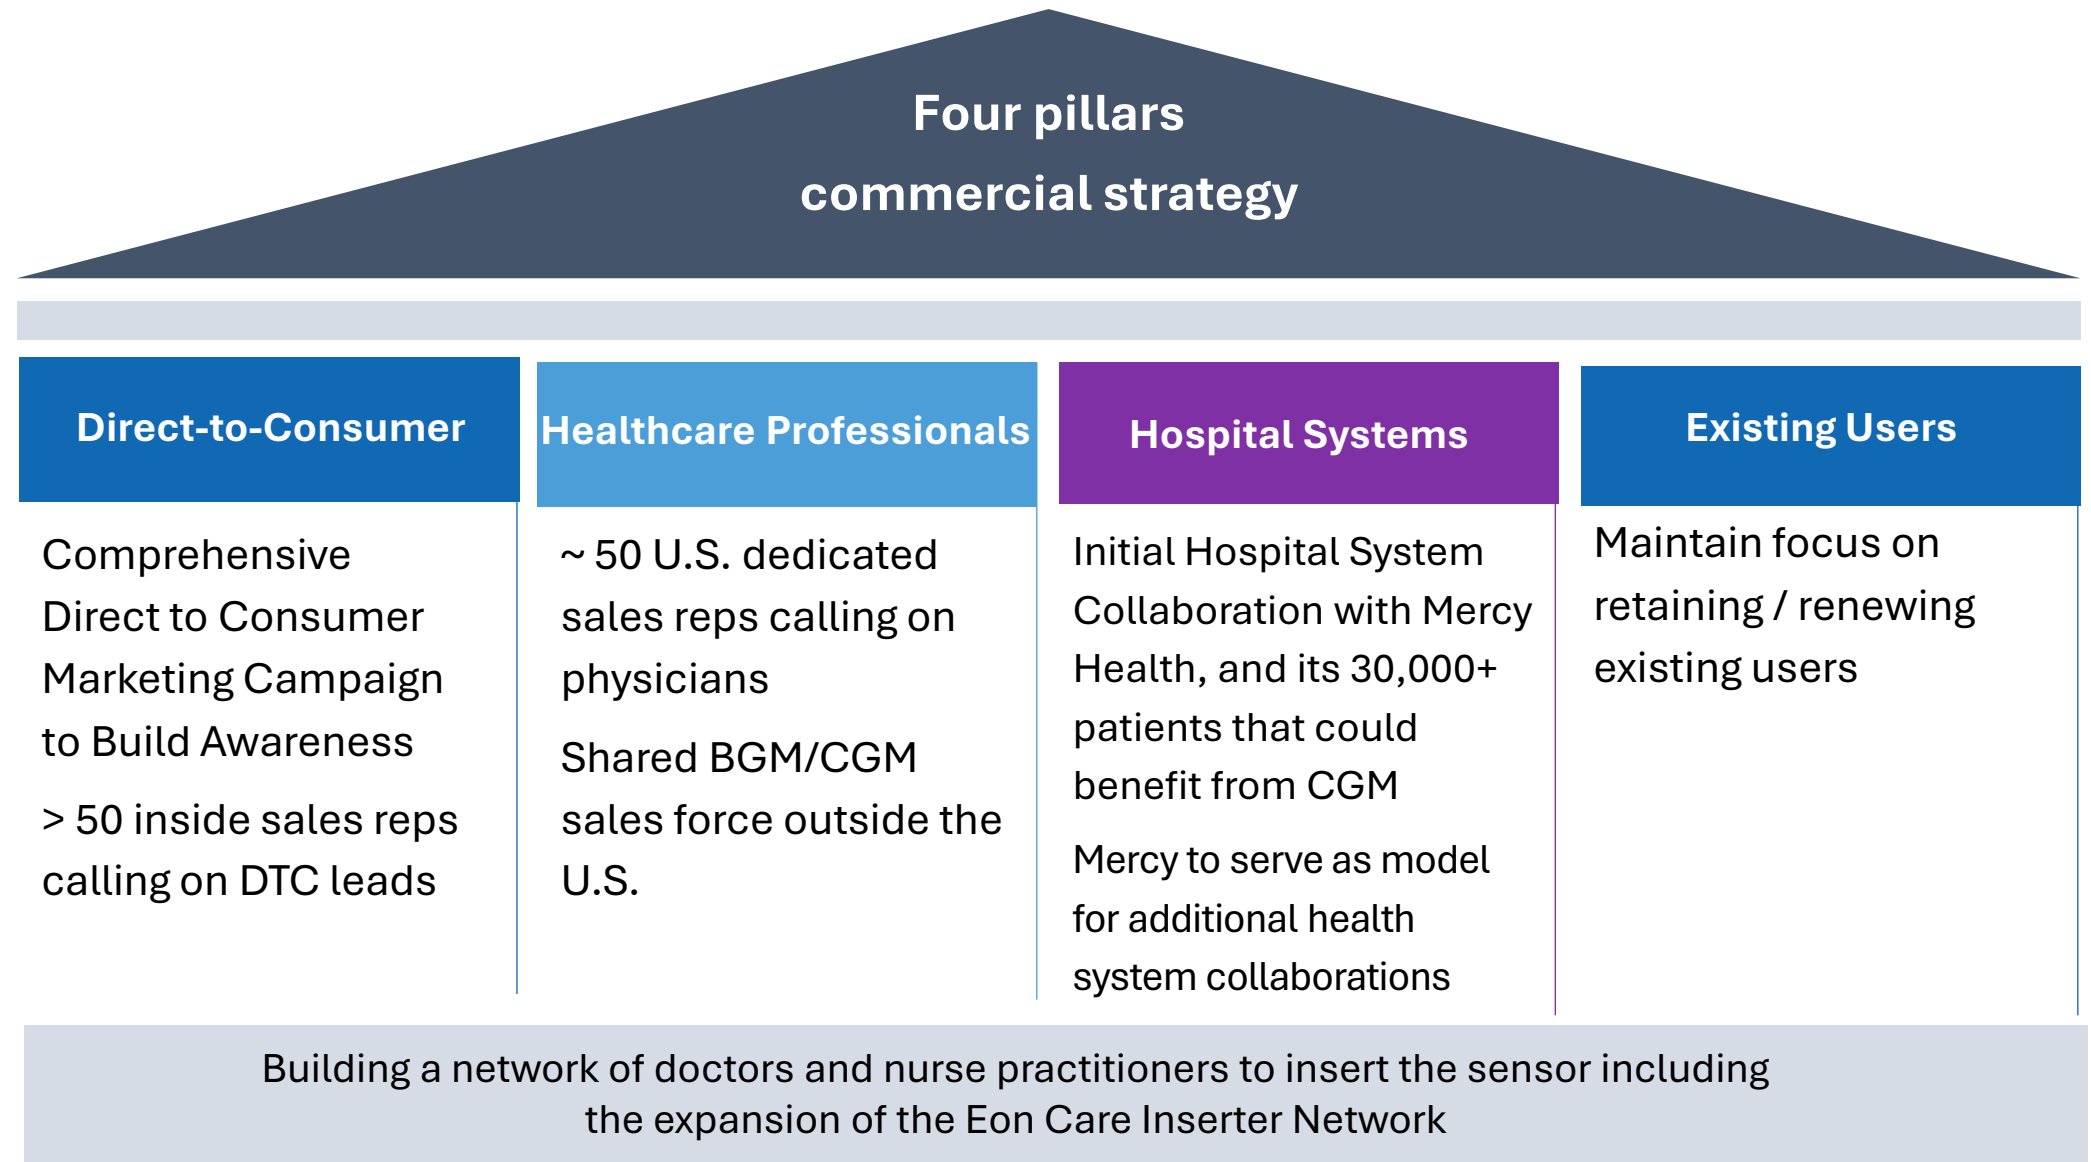 Four pillars
commercial strategy
Direct-to-Consumer
Comprehensive
Direct to Consumer
Marketing Campaign
to Build Awareness
> 50 inside sales reps
calling on DTC leads
Healthcare Professionals
~ 50 U.S. dedicated
sales reps calling on
physicians
Shared BGM/CGM
sales force outside the
U.S.
Hospital Systems
Initial Hospital System
Collaboration with Mercy
Health, and its 30,000+
patients that could
benefit from CGM
Mercy to serve as model
for additional health
system collaborations
Existing Users
Maintain focus on
retaining / renewing
existing users
Building a network of doctors and nurse practitioners to insert the sensor including
the expansion of the Eon Care Inserter Network